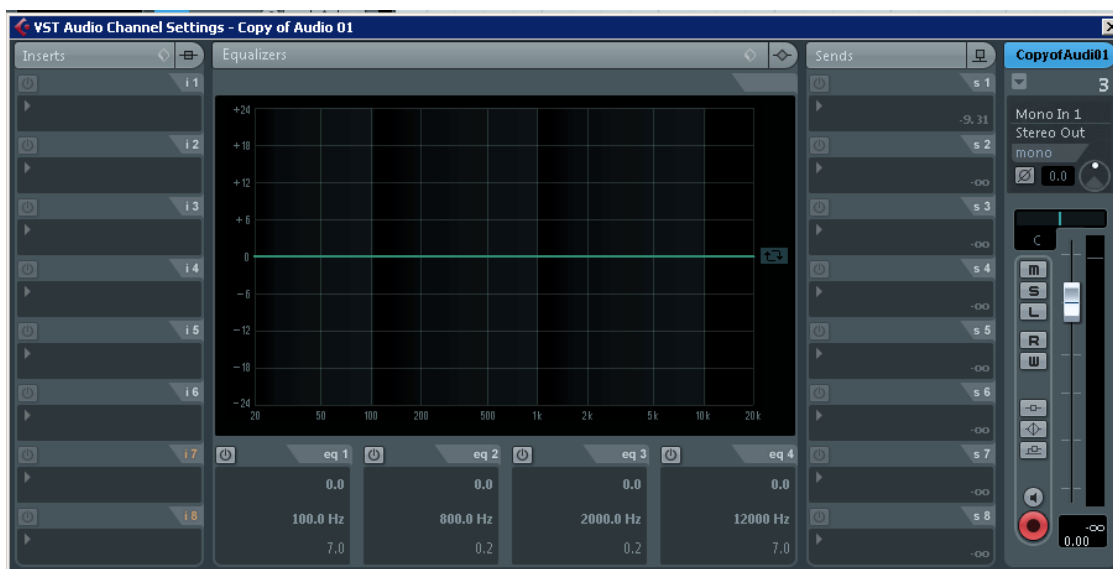 VST Audio Channel Settings - Copy of Audio 01
Inserts
i 1
i 2
i 3
i 4
i 5
i 6
i 7
i 8
Equalizers
+24
+18
+12
+6
0
-6
-12
-18
-24
20 50 100 200 500 1k 2k 5k 10k 20k
eq 1 eq 2 eq 3 eq 4
0.0 0.0 0.0 0.0
100.0 Hz 800.0 Hz 2000.0 Hz 12000 Hz
7.0 0.2 0.2 7.0
Sends
s 1
-9.31
s 2
-∞
s 3
-∞
s 4
-∞
s 5
-∞
s 6
-∞
s 7
-∞
s 8
-∞
CopyofAudi01
3
Mono In 1
Stereo Out
mono
0.0
C
m
S
L
R
W
-∞
0.00